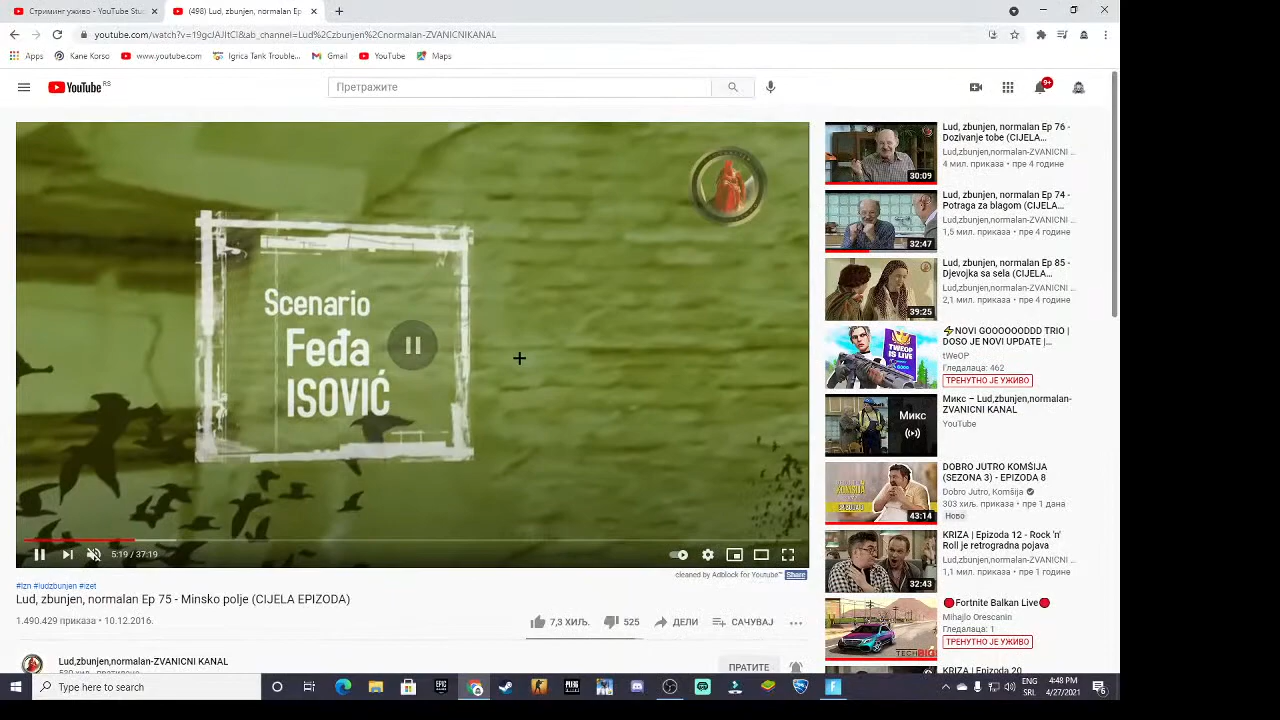 Стриминг уживо - YouTube Stu
(498) Lud, zbunjen, normalan Ep
youtube.com/watch?v=19gcJAJItCI&ab_channel=Lud%2Czbunjen%2Cnormalan-ZVANICNIKANAL
Apps
Kane Korso
www.youtube.com
Igrica Tank Trouble...
Gmail
YouTube
Maps
YouTube RS
Претражите
9+
Scenario
Feđa
ISOVIĆ
5:19 / 37:19
cleaned by Adblock for Youtube™ Share
#lzn #ludzbunjen #izet
Lud, zbunjen, normalan Ep 75 - Minsko polje (CIJELA EPIZODA)
1.490.429 приказа • 10.12.2016.
7,3 ХИЉ.
525
ДЕЛИ
САЧУВАЈ
Lud,zbunjen,normalan-ZVANICNI KANAL
ПРАТИТЕ
30:09
Lud, zbunjen, normalan Ep 76 -
Dozivanje tobe (CIJELA...
Lud,zbunjen,normalan-ZVANICNI ...
4 мил. приказа • пре 4 године
32:47
Lud, zbunjen, normalan Ep 74 -
Potraga za blagom (CIJELA...
Lud,zbunjen,normalan-ZVANICNI ...
1,5 мил. приказа • пре 4 године
39:25
Lud, zbunjen, normalan Ep 85 -
Djevojka sa sela (CIJELA...
Lud,zbunjen,normalan-ZVANICNI ...
2,1 мил. приказа • пре 4 године
TWEOP
IS LIVE
⚡NOVI GOOOOOODDD TRIO |
DOSO JE NOVI UPDATE |...
tWeOP
Гледалаца: 462
ТРЕНУТНО ЈЕ УЖИВО
Микс
Микс – Lud,zbunjen,normalan-
ZVANICNI KANAL
YouTube
43:14
DOBRO JUTRO KOMŠIJA
(SEZONA 3) - EPIZODA 8
Dobro Jutro, Komšija
303 хиљ. приказа • пре 1 дана
Ново
32:43
KRIZA | Epizoda 12 - Rock 'n'
Roll je retrogradna pojava
Lud,zbunjen,normalan-ZVANICNI ...
1,1 мил. приказа • пре 1 године
🔴Fortnite Balkan Live🔴
Mihajlo Orescanin
Гледалаца: 1
ТРЕНУТНО ЈЕ УЖИВО
KRIZA | Epizoda 20
Type here to search
ENG
SRL
4:48 PM
4/27/2021
6